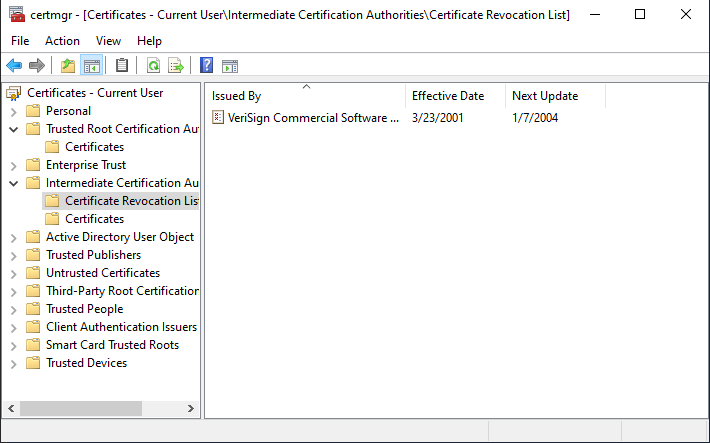 certmgr - [Certificates - Current User\Intermediate Certification Authorities\Certificate Revocation List]
File Action View Help
Certificates - Current User
Personal
Trusted Root Certification Au
Certificates
Enterprise Trust
Intermediate Certification Au
Certificate Revocation Lis
Certificates
Active Directory User Object
Trusted Publishers
Untrusted Certificates
Third-Party Root Certification
Trusted People
Client Authentication Issuers
Smart Card Trusted Roots
Trusted Devices
Issued By Effective Date Next Update
VeriSign Commercial Software ... 3/23/2001 1/7/2004